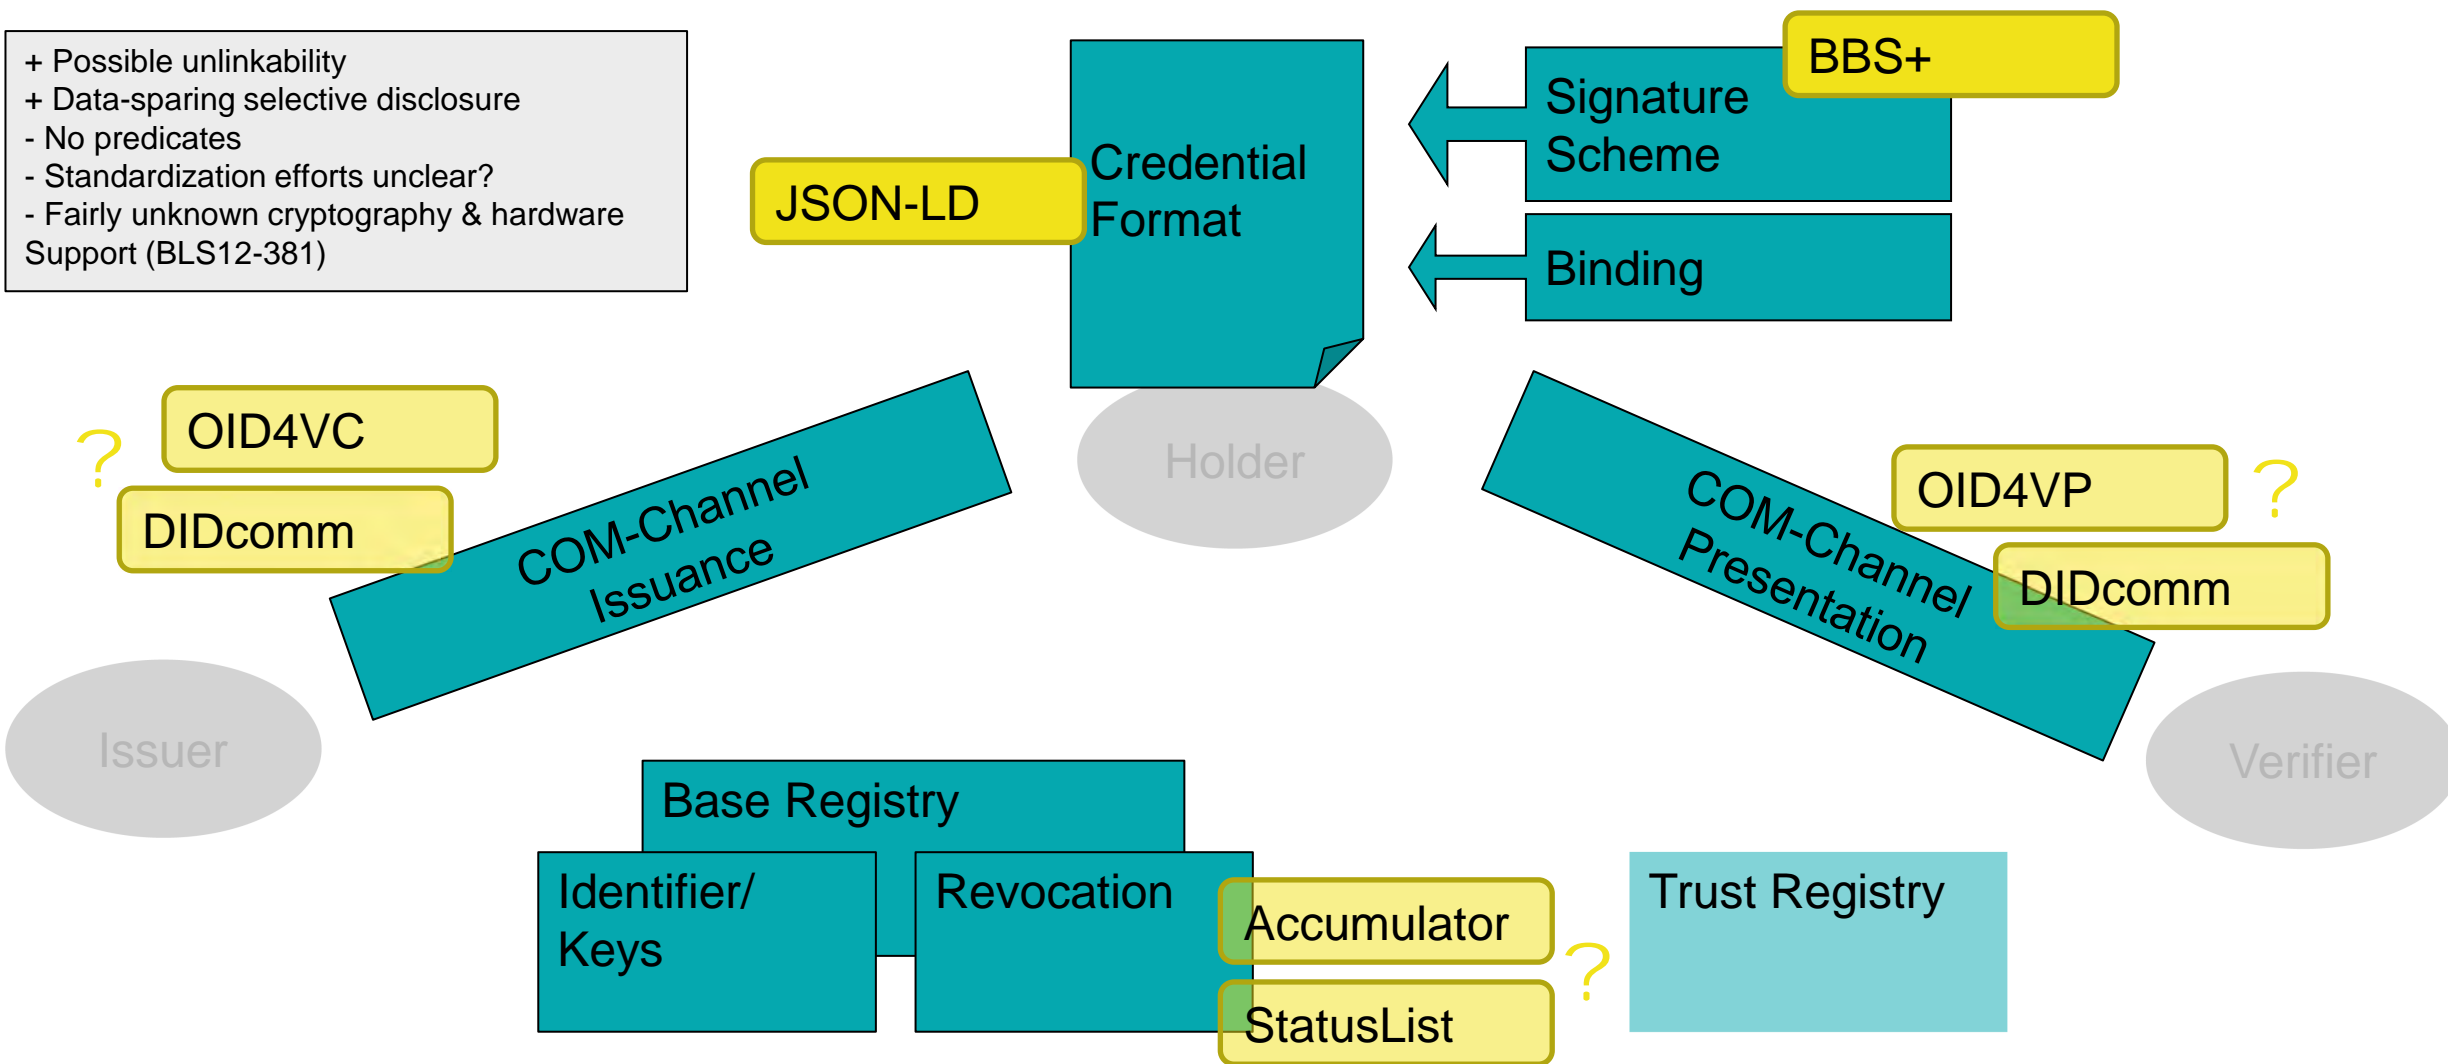 + Possible unlinkability
+ Data-sparing selective disclosure
- No predicates
- Standardization efforts unclear?
- Fairly unknown cryptography & hardware
Support (BLS12-381)
JSON-LD
Credential
Format
BBS+
Signature
Scheme
Binding
?
OID4VC
DIDcomm
COM-Channel
Issuance
Holder
COM-Channel
Presentation
OID4VP
?
DIDcomm
Issuer
Verifier
Base Registry
Identifier/
Keys
Revocation
Accumulator
?
StatusList
Trust Registry